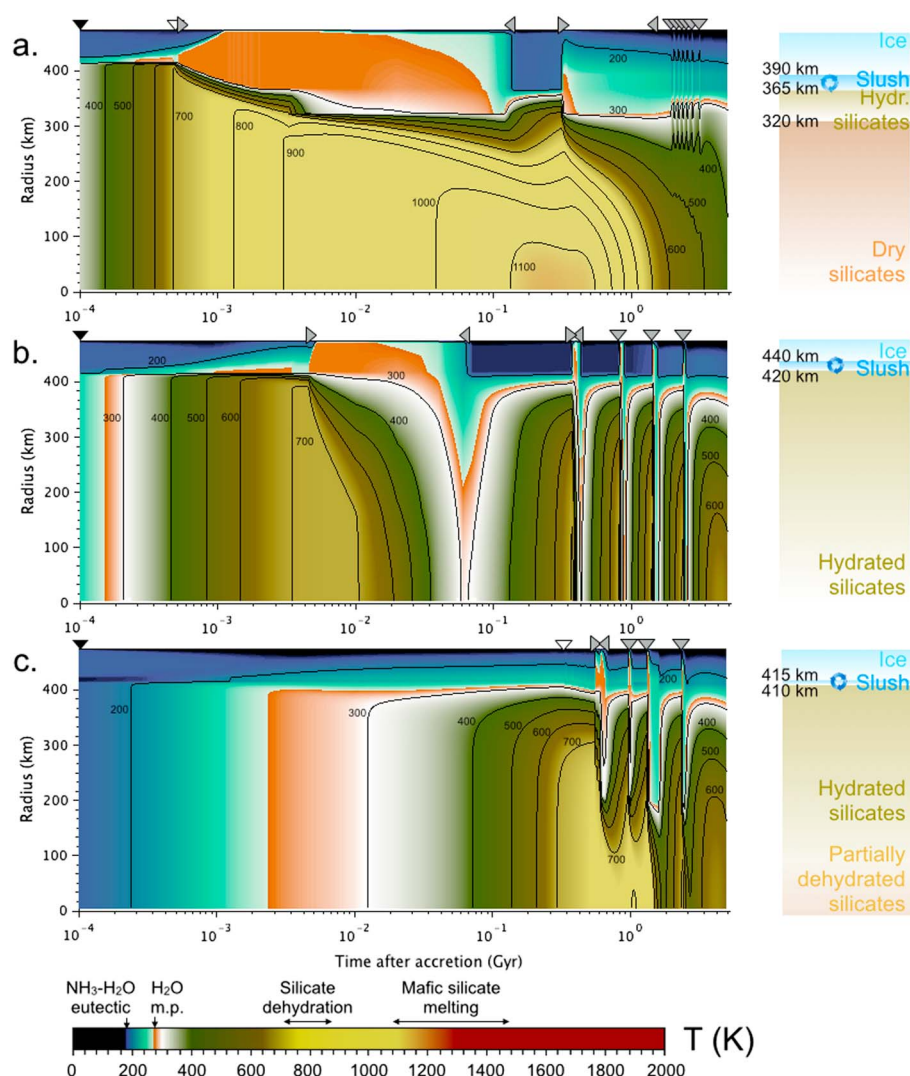 a.
Radius (km)
400
300
200
100
0
400
500
700
800
900
1000
1100
200
300
400
500
600
10⁻⁴
10⁻³
10⁻²
10⁻¹
10⁰
390 km
365 km
320 km
Ice
Slush
Hydr.
silicates
Dry
silicates
b.
Radius (km)
400
300
200
100
0
200
300
400
500
600
700
300
400
400
500
600
10⁻⁴
10⁻³
10⁻²
10⁻¹
10⁰
440 km
420 km
Ice
Slush
Hydrated
silicates
c.
Radius (km)
400
300
200
100
0
200
300
400
500
600
700
700
200
400
500
600
10⁻⁴
10⁻³
10⁻²
10⁻¹
10⁰
Time after accretion (Gyr)
415 km
410 km
Ice
Slush
Hydrated
silicates
Partially
dehydrated
silicates
NH₃-H₂O
eutectic
H₂O
m.p.
Silicate
dehydration
Mafic silicate
melting
0 200 400 600 800 1000 1200 1400 1600 1800 2000
T (K)